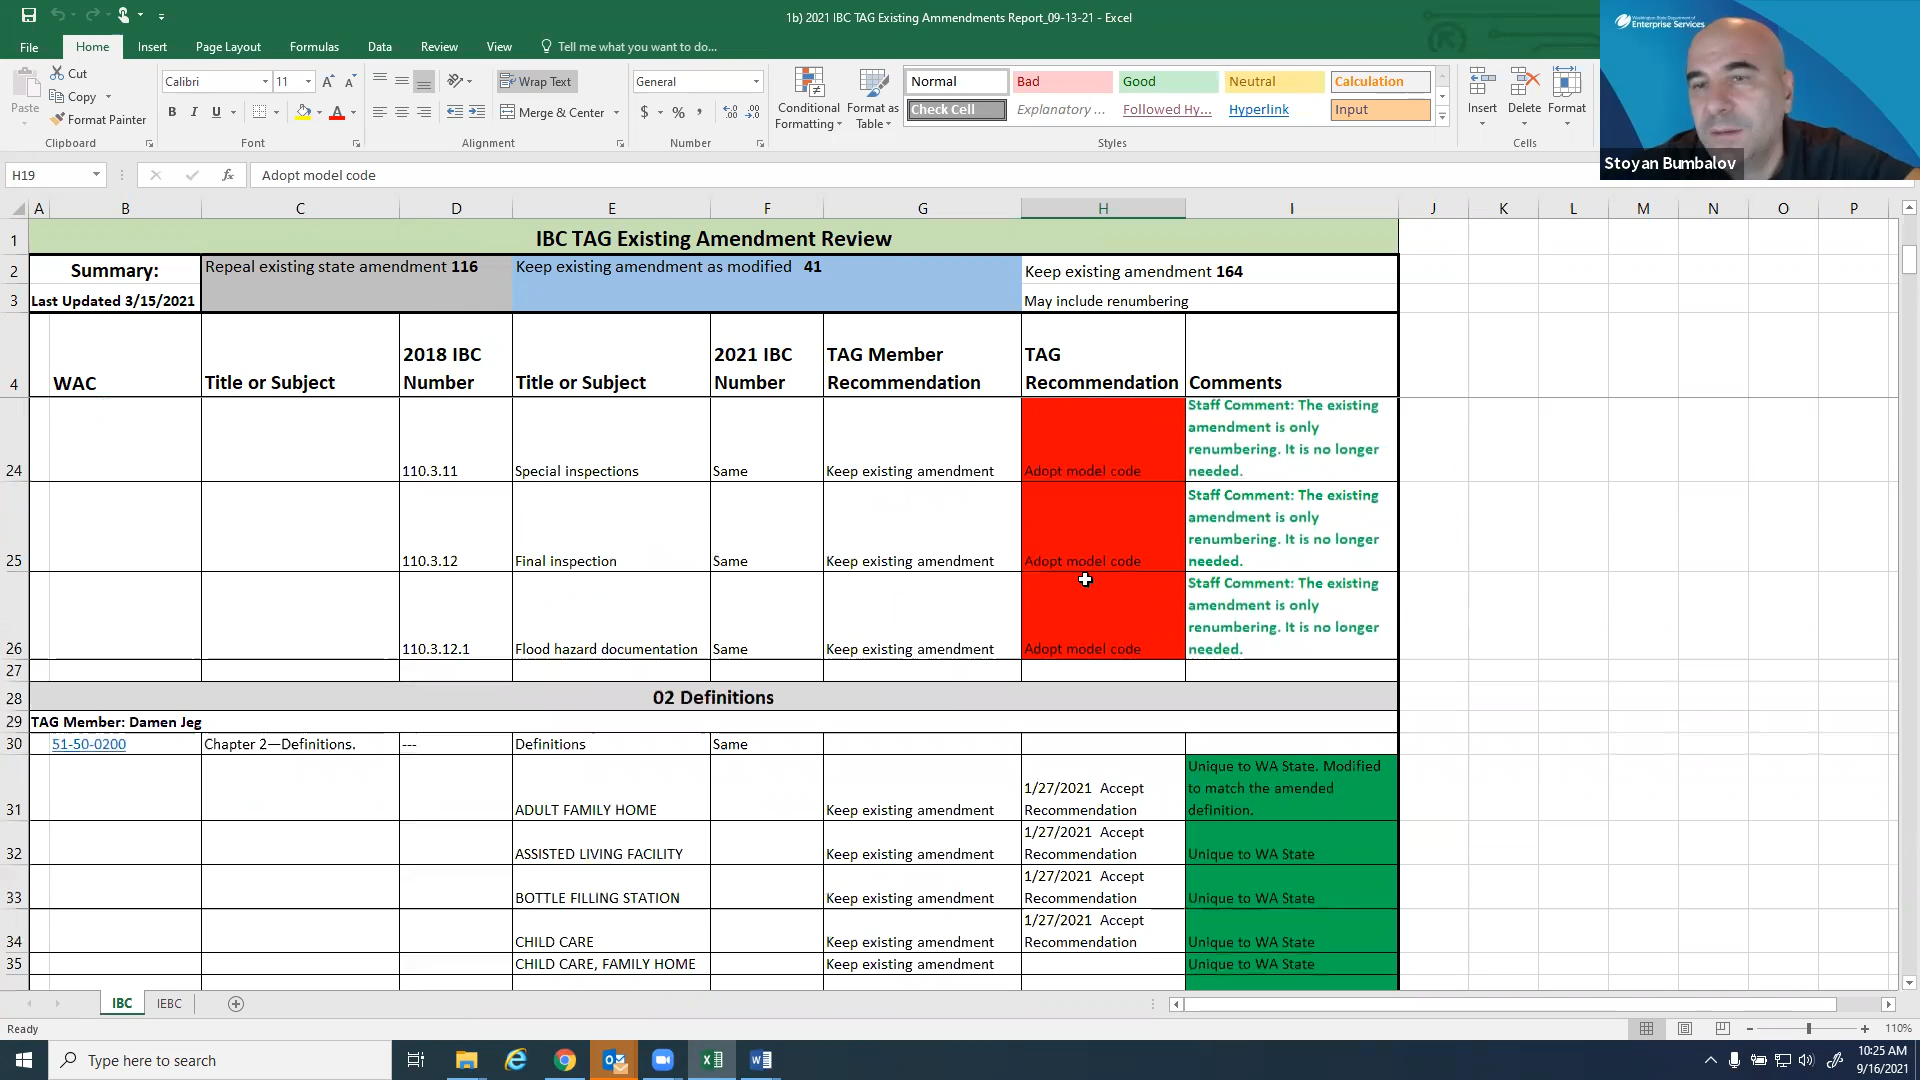 1b) 2021 IBC TAG Existing Ammendments Report_09-13-21 - Excel
File Home Insert Page Layout Formulas Data Review View Tell me what you want to do...
Washington State Department of
Enterprise Services
Stoyan Bumbalov
Paste
Cut
Copy
Format Painter
Clipboard
Calibri 11
B I U
Font
Wrap Text
Merge & Center
Alignment
General
$ % ,
Number
Conditional
Formatting
Format as
Table
Normal Bad Good Neutral Calculation
Check Cell Explanatory ... Followed Hy... Hyperlink Input
Styles
Insert Delete Format
Cells
H19 fx Adopt model code
A B C D E F G H I J K L M N O P
1 IBC TAG Existing Amendment Review
2 Summary: Repeal existing state amendment 116 Keep existing amendment as modified 41 Keep existing amendment 164
3 Last Updated 3/15/2021 May include renumbering
4 WAC
Title or Subject
2018 IBC
Number
Title or Subject
2021 IBC
Number
TAG Member
Recommendation
TAG
Recommendation
Comments
24 110.3.11 Special inspections Same Keep existing amendment Adopt model code
Staff Comment: The existing
amendment is only
renumbering. It is no longer
needed.
25 110.3.12 Final inspection Same Keep existing amendment Adopt model code
Staff Comment: The existing
amendment is only
renumbering. It is no longer
needed.
26 110.3.12.1 Flood hazard documentation Same Keep existing amendment Adopt model code
Staff Comment: The existing
amendment is only
renumbering. It is no longer
needed.
27
28 02 Definitions
29 TAG Member: Damen Jeg
30 51-50-0200 Chapter 2—Definitions. --- Definitions Same
31 ADULT FAMILY HOME Keep existing amendment
1/27/2021 Accept
Recommendation
Unique to WA State. Modified
to match the amended
definition.
32 ASSISTED LIVING FACILITY Keep existing amendment
1/27/2021 Accept
Recommendation
Unique to WA State
33 BOTTLE FILLING STATION Keep existing amendment
1/27/2021 Accept
Recommendation
Unique to WA State
34 CHILD CARE Keep existing amendment
1/27/2021 Accept
Recommendation
Unique to WA State
35 CHILD CARE, FAMILY HOME Keep existing amendment Unique to WA State
IBC IEBC
Ready 110%
Type here to search
10:25 AM
9/16/2021